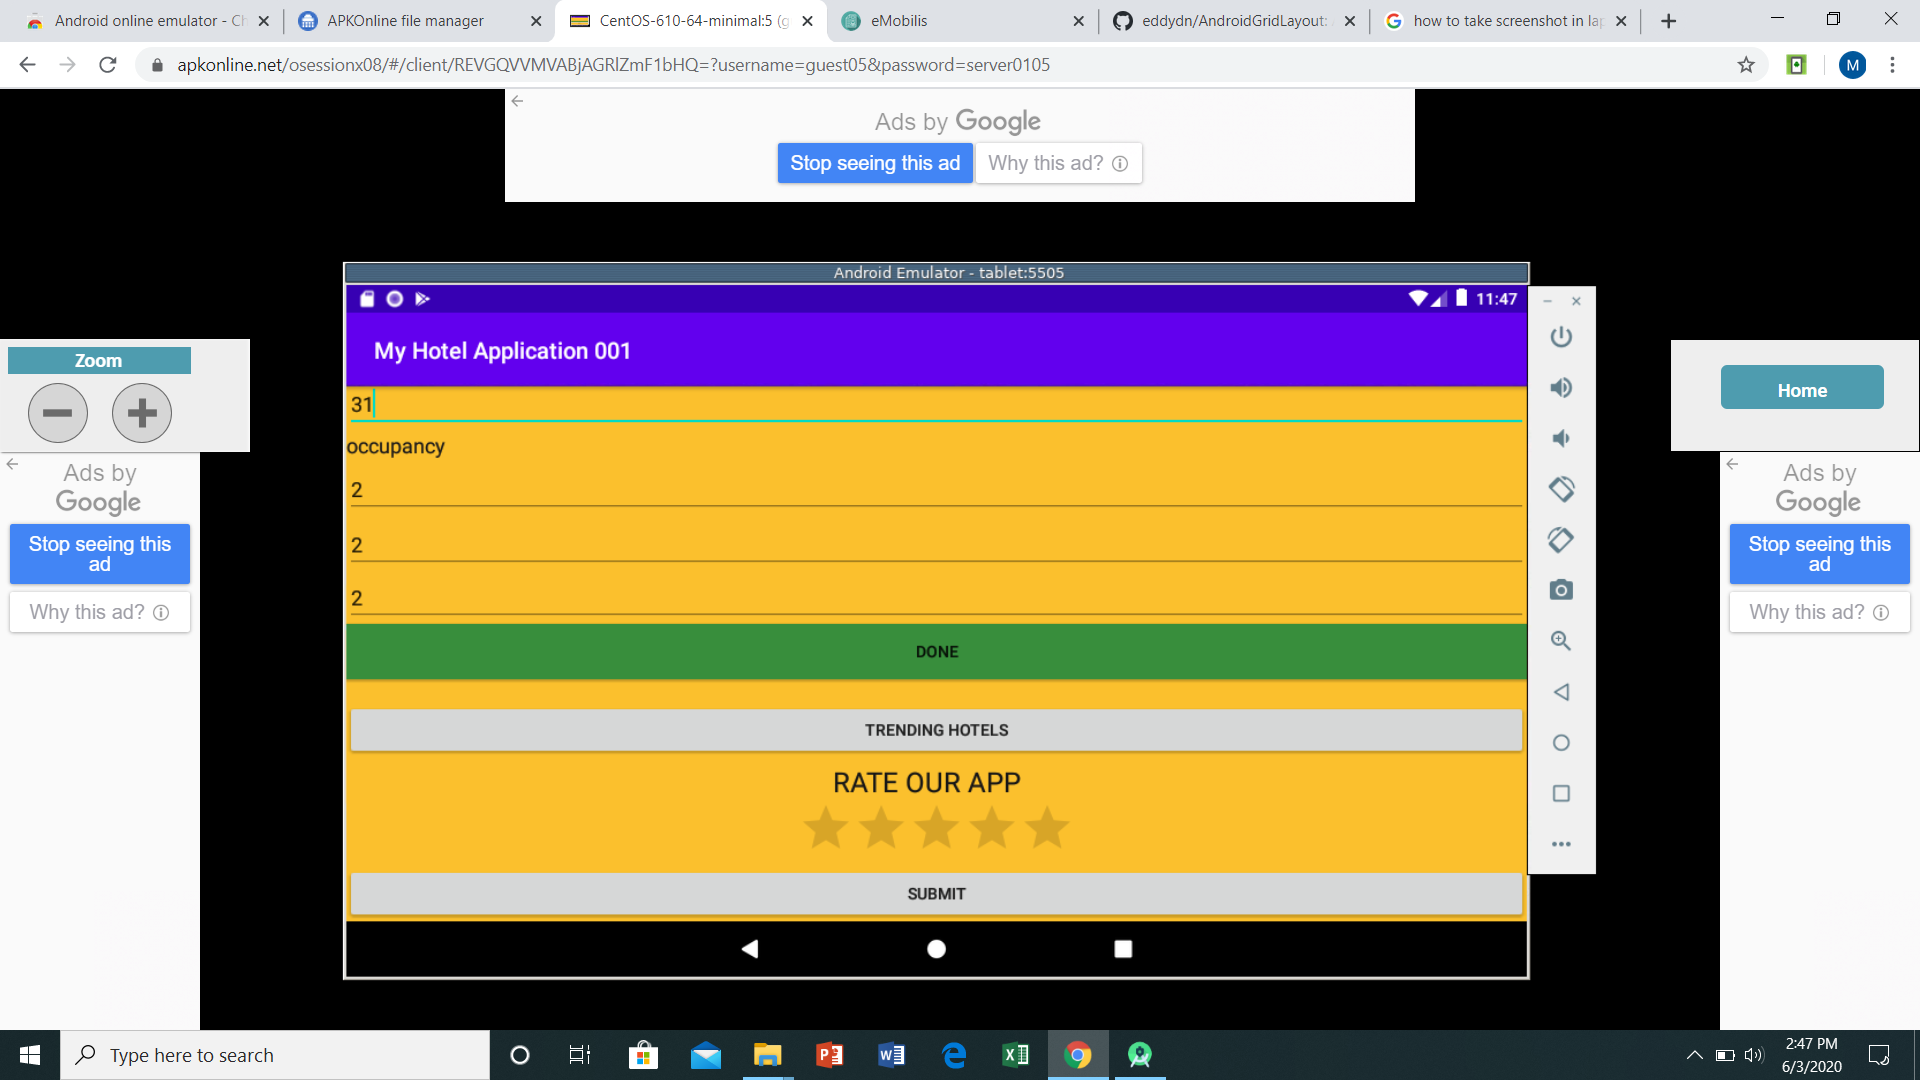 Android online emulator - Ch
APKOnline file manager
CentOS-610-64-minimal:5 (g
eMobilis
eddydn/AndroidGridLayout:
how to take screenshot in lap
apkonline.net/osessionx08/#/client/REVGQVVMVABjAGRlZmF1bHQ=?username=guest05&password=server0105
M
Ads by Google
Stop seeing this ad
Why this ad?
Android Emulator - tablet:5505
11:47
My Hotel Application 001
31
occupancy
2
2
2
DONE
TRENDING HOTELS
RATE OUR APP
SUBMIT
Zoom
Ads by
Google
Stop seeing this
ad
Why this ad?
Home
Ads by
Google
Stop seeing this
ad
Why this ad?
Type here to search
2:47 PM
6/3/2020